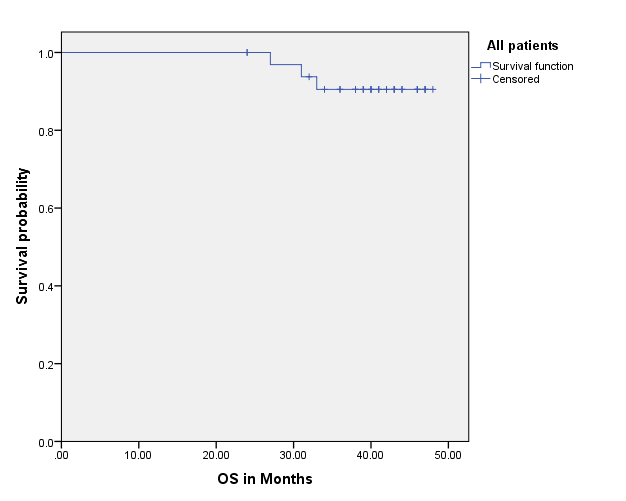 All patients
Survival function
Censored
Survival probability
1.0
0.8
0.6
0.4
0.2
0.0
.00 10.00 20.00 30.00 40.00 50.00
OS in Months